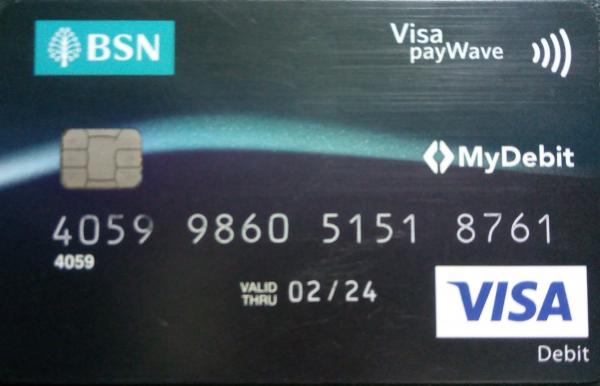 BSN
Visa
payWave
MyDebit
4059 9860 5151 8761
4059
VALID
THRU 02/24
VISA
Debit